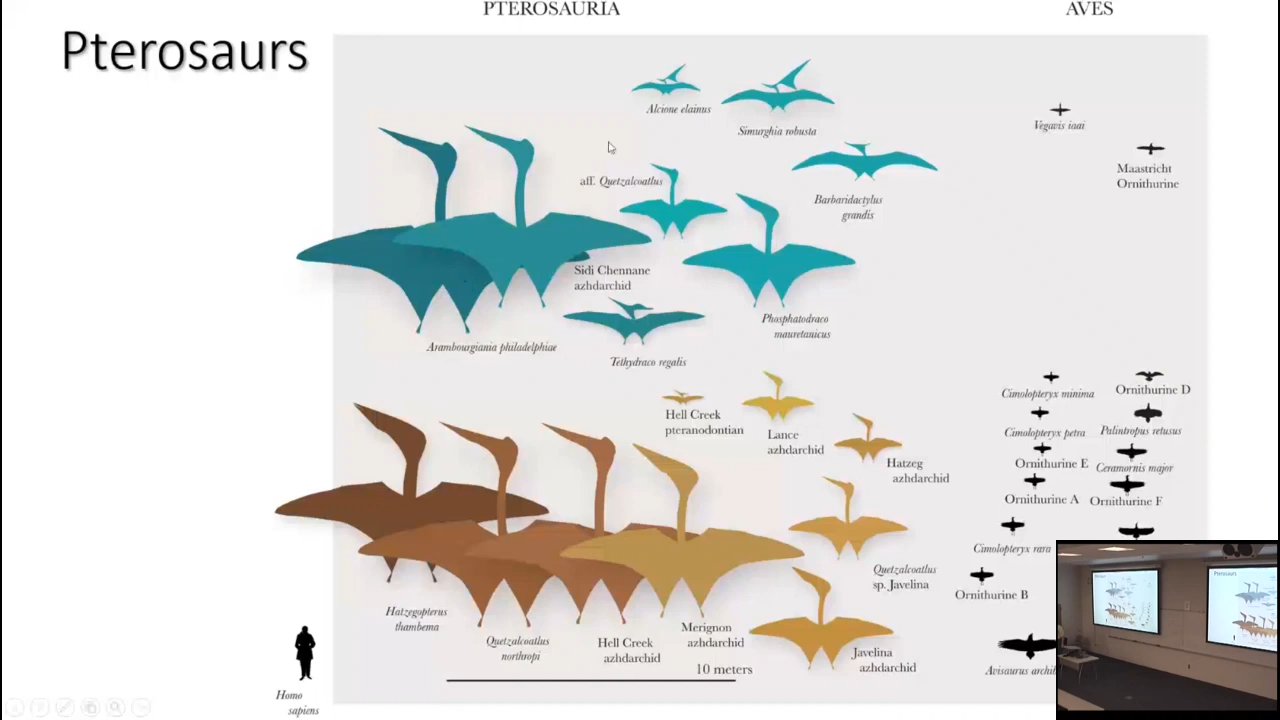 PTEROSAURIA
AVES
Pterosaurs
Alcione elainus
Simurghia robusta
Vegavis iaai
Maastricht
Ornithurine
aff. Quetzalcoatlus
Barbaridactylus
grandis
Sidi Chennane
azhdarchid
Phosphatodraco
mauretanicus
Arambourgiania philadelphiae
Tethydraco regalis
Cimolopteryx minima
Ornithurine D
Hell Creek
pteranodontian
Lance
azhdarchid
Cimolopteryx petra
Palintropus retusus
Hatzeg
azhdarchid
Ornithurine E
Ceramornis major
Ornithurine A
Ornithurine F
Cimolopteryx rara
Quetzalcoatlus
sp. Javelina
Ornithurine B
Hatzegopterus
thambema
Quetzalcoatlus
northropi
Hell Creek
azhdarchid
Merignon
azhdarchid
Javelina
azhdarchid
Avisaurus archi
10 meters
Homo
sapiens
Pterosaurs